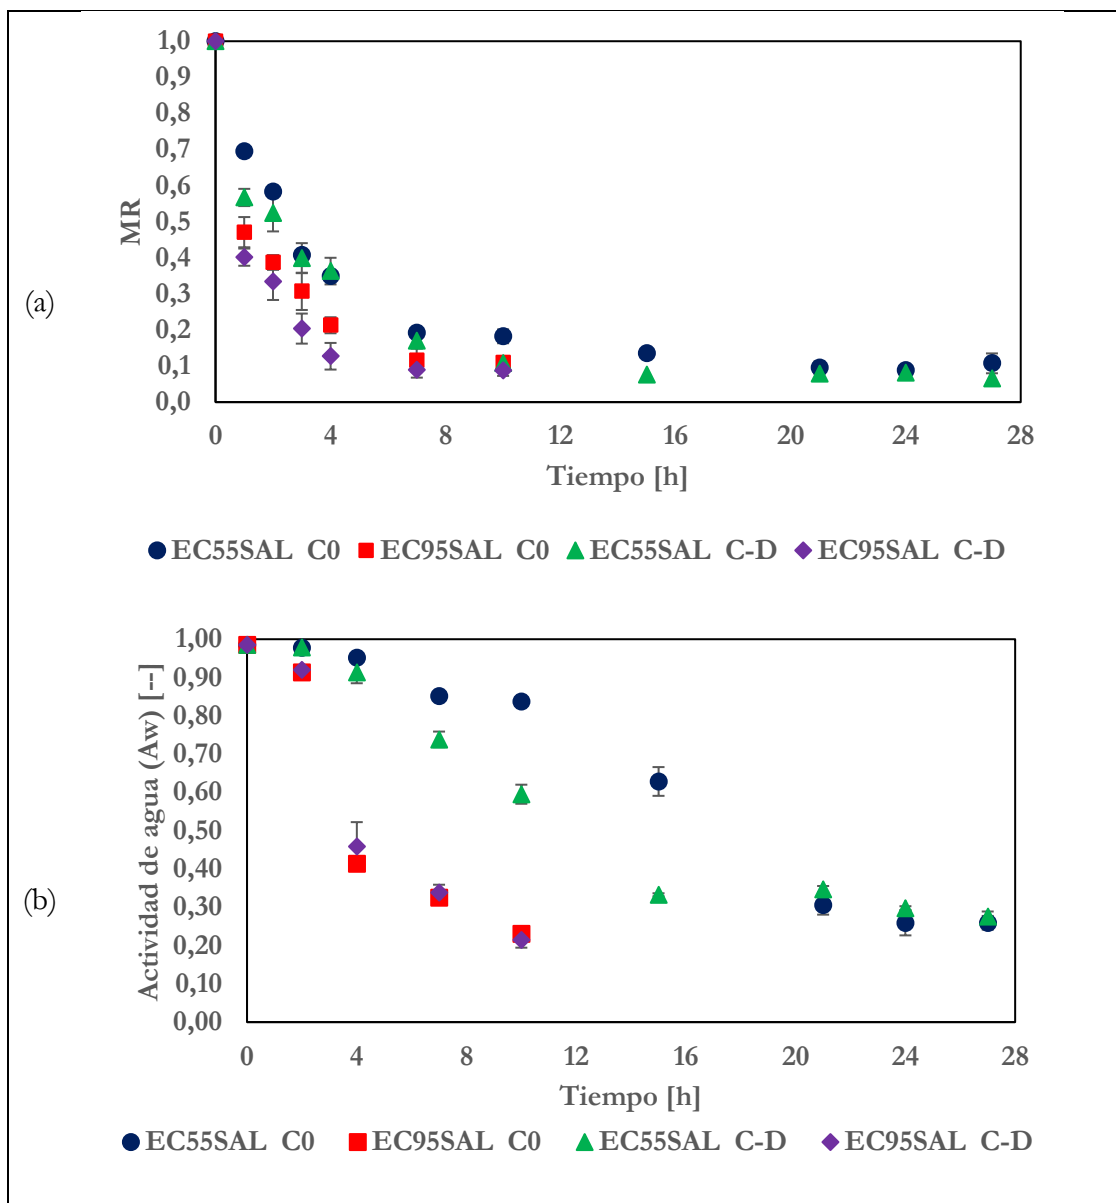 1,0
0,9
0,8
0,7
0,6
0,5
0,4
0,3
0,2
0,1
0,0
MR
(a)
0 4 8 12 16 20 24 28
Tiempo [h]
EC55SAL C0 EC95SAL C0 EC55SAL C-D EC95SAL C-D
1,00
0,90
0,80
0,70
0,60
0,50
0,40
0,30
0,20
0,10
0,00
Actividad de agua (Aw) [--]
(b)
0 4 8 12 16 20 24 28
Tiempo [h]
EC55SAL C0 EC95SAL C0 EC55SAL C-D EC95SAL C-D